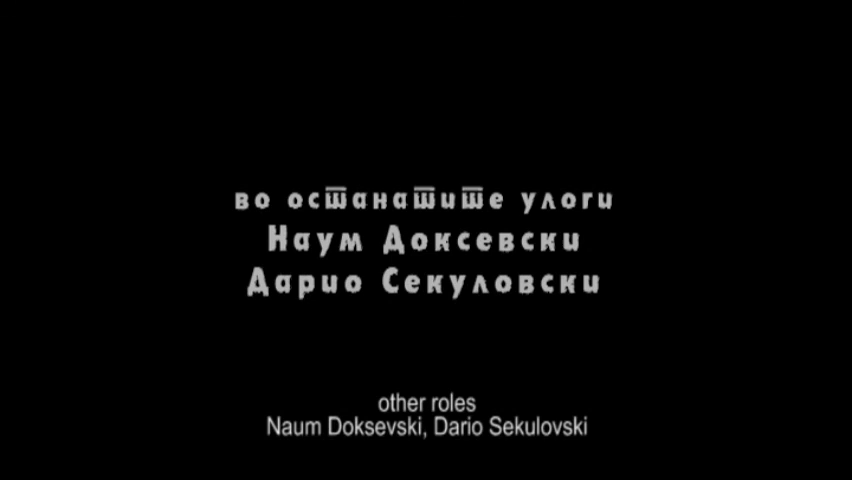 во останатите улоги
Наум Доксевски
Дарио Секуловски
other roles
Naum Doksevski, Dario Sekulovski